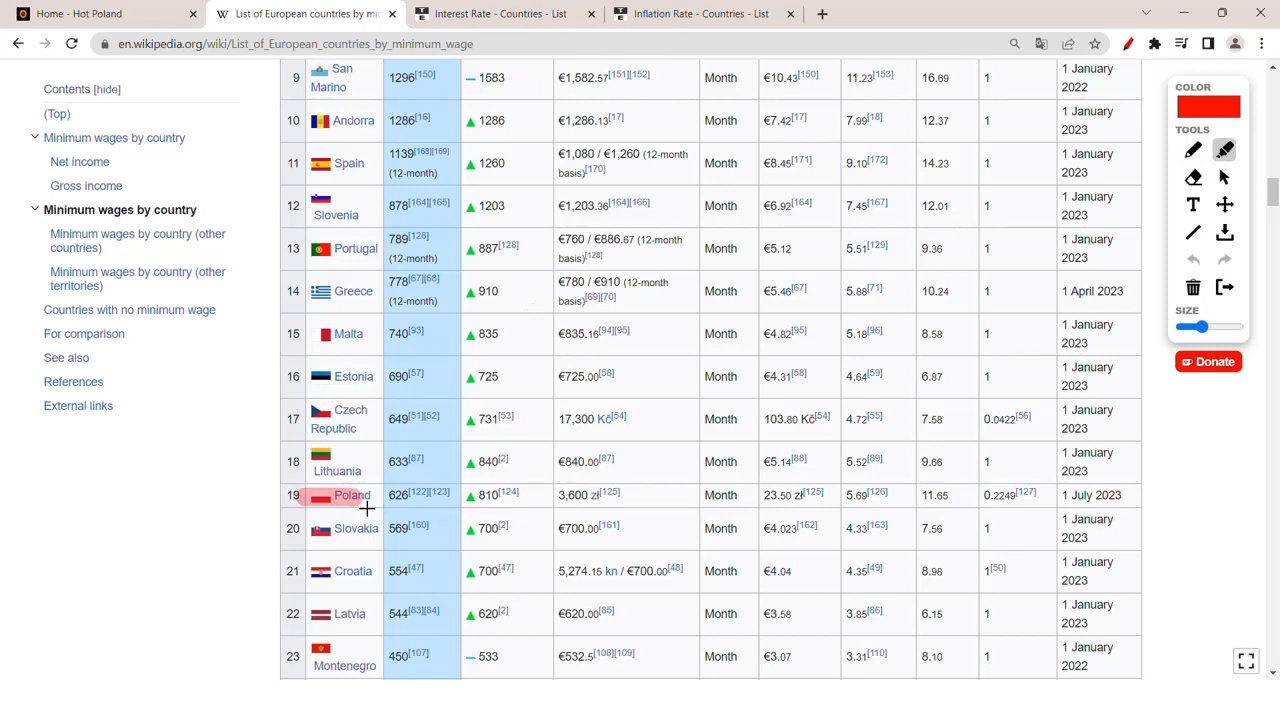 Home - Hot Poland
List of European countries by mi
Interest Rate - Countries - List
Inflation Rate - Countries - List
en.wikipedia.org/wiki/List_of_European_countries_by_minimum_wage
Contents [hide]
(Top)
Minimum wages by country
Net income
Gross income
Minimum wages by country
Minimum wages by country (other
countries)
Minimum wages by country (other
territories)
Countries with no minimum wage
For comparison
See also
References
External links
9 San Marino 1296[150] 1583 €1,582.57[151][152] Month €10.43[150] 11.23[153] 16.69 1 1 January 2022
10 Andorra 1286[16] 1286 €1,286.13[17] Month €7.42[17] 7.99[18] 12.37 1 1 January 2023
11 Spain 1139[168][169] (12-month) 1260 €1,080 / €1,260 (12-month basis)[170] Month €8.45[171] 9.10[172] 14.23 1 1 January 2023
12 Slovenia 878[164][165] 1203 €1,203.36[164][166] Month €6.92[164] 7.45[167] 12.01 1 1 January 2023
13 Portugal 789[128] (12-month) 887[128] €760 / €886.67 (12-month basis)[128] Month €5.12 5.51[129] 9.36 1 1 January 2023
14 Greece 778[67][68] (12-month) 910 €780 / €910 (12-month basis)[69][70] Month €5.46[67] 5.88[71] 10.24 1 1 April 2023
15 Malta 740[93] 835 €835.16[94][95] Month €4.82[95] 5.18[96] 8.58 1 1 January 2023
16 Estonia 690[57] 725 €725.00[58] Month €4.31[58] 4.64[59] 6.87 1 1 January 2023
17 Czech Republic 649[51][52] 731[53] 17,300 Kč[54] Month 103.80 Kč[54] 4.72[55] 7.58 0.0422[56] 1 January 2023
18 Lithuania 633[87] 840[2] €840.00[87] Month €5.14[88] 5.52[89] 9.66 1 1 January 2023
19 Poland 626[122][123] 810[124] 3,600 zł[125] Month 23.50 zł[125] 5.69[126] 11.65 0.2249[127] 1 July 2023
20 Slovakia 569[160] 700[2] €700.00[161] Month €4.023[162] 4.33[163] 7.56 1 1 January 2023
21 Croatia 554[47] 700[47] 5,274.15 kn / €700.00[48] Month €4.04 4.35[49] 8.98 1[50] 1 January 2023
22 Latvia 544[83][84] 620[2] €620.00[85] Month €3.58 3.85[86] 6.15 1 1 January 2023
23 Montenegro 450[107] 533 €532.5[108][109] Month €3.07 3.31[110] 8.10 1 1 January 2022
COLOR
TOOLS
T
SIZE
Donate